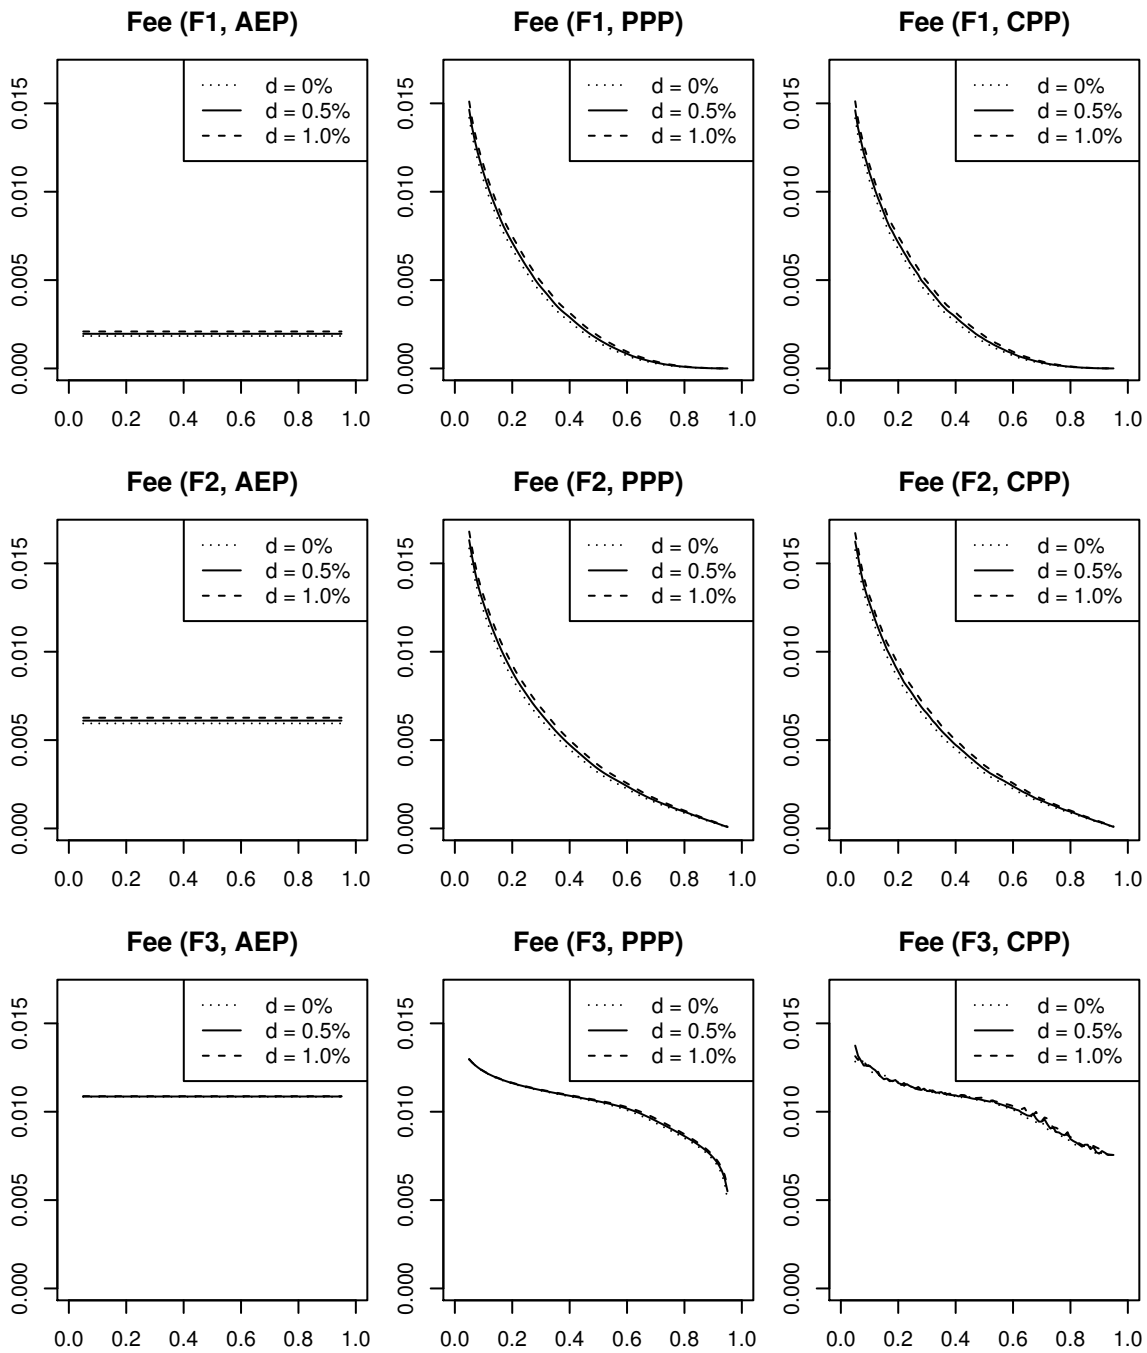 Fee (F1, AEP)
d = 0%
d = 0.5%
d = 1.0%
0.015
0.010
0.005
0.000
0.0 0.2 0.4 0.6 0.8 1.0
Fee (F1, PPP)
d = 0%
d = 0.5%
d = 1.0%
0.015
0.010
0.005
0.000
0.0 0.2 0.4 0.6 0.8 1.0
Fee (F1, CPP)
d = 0%
d = 0.5%
d = 1.0%
0.015
0.010
0.005
0.000
0.0 0.2 0.4 0.6 0.8 1.0
Fee (F2, AEP)
d = 0%
d = 0.5%
d = 1.0%
0.015
0.010
0.005
0.000
0.0 0.2 0.4 0.6 0.8 1.0
Fee (F2, PPP)
d = 0%
d = 0.5%
d = 1.0%
0.015
0.010
0.005
0.000
0.0 0.2 0.4 0.6 0.8 1.0
Fee (F2, CPP)
d = 0%
d = 0.5%
d = 1.0%
0.015
0.010
0.005
0.000
0.0 0.2 0.4 0.6 0.8 1.0
Fee (F3, AEP)
d = 0%
d = 0.5%
d = 1.0%
0.015
0.010
0.005
0.000
0.0 0.2 0.4 0.6 0.8 1.0
Fee (F3, PPP)
d = 0%
d = 0.5%
d = 1.0%
0.015
0.010
0.005
0.000
0.0 0.2 0.4 0.6 0.8 1.0
Fee (F3, CPP)
d = 0%
d = 0.5%
d = 1.0%
0.015
0.010
0.005
0.000
0.0 0.2 0.4 0.6 0.8 1.0